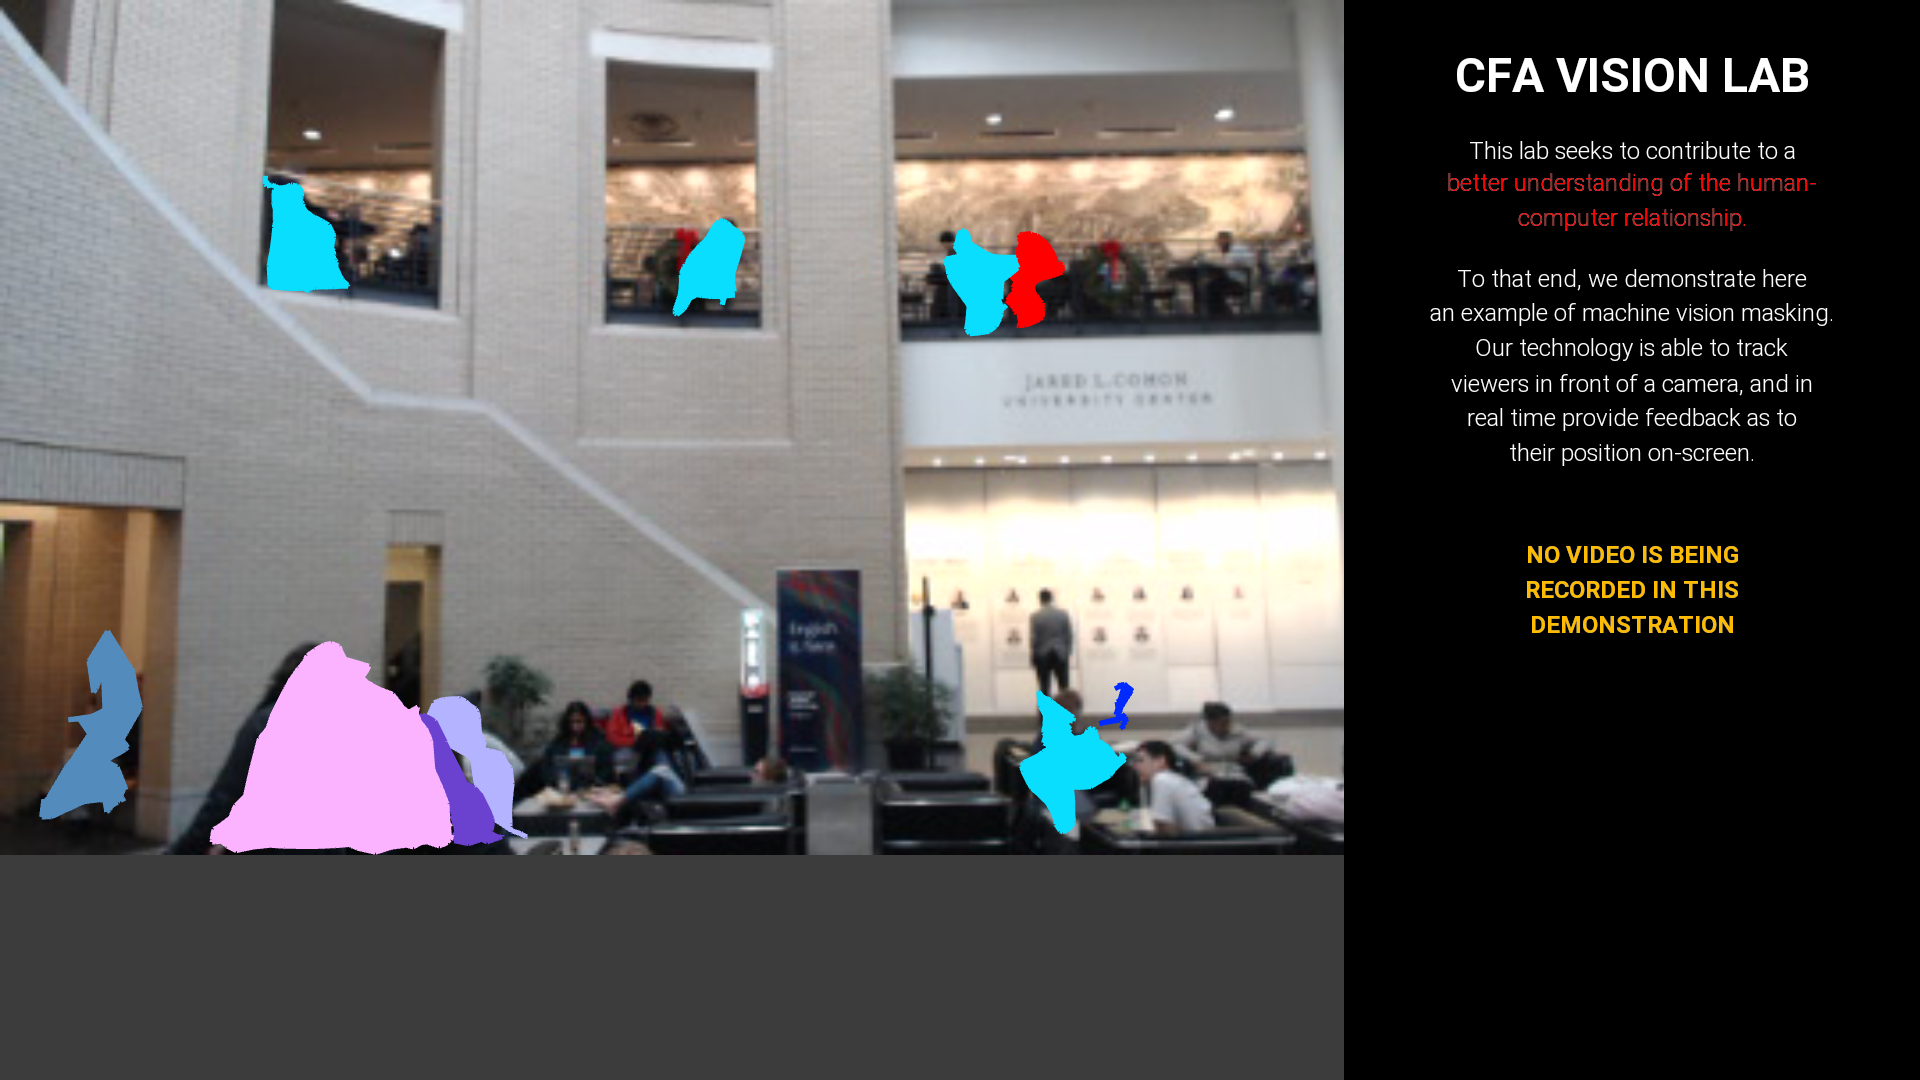 CFA VISION LAB
This lab seeks to contribute to a
better understanding of the human-
computer relationship.
To that end, we demonstrate here
an example of machine vision masking.
Our technology is able to track
viewers in front of a camera, and in
real time provide feedback as to
their position on-screen.
NO VIDEO IS BEING
RECORDED IN THIS
DEMONSTRATION
JARED L. COHON
UNIVERSITY CENTER
English